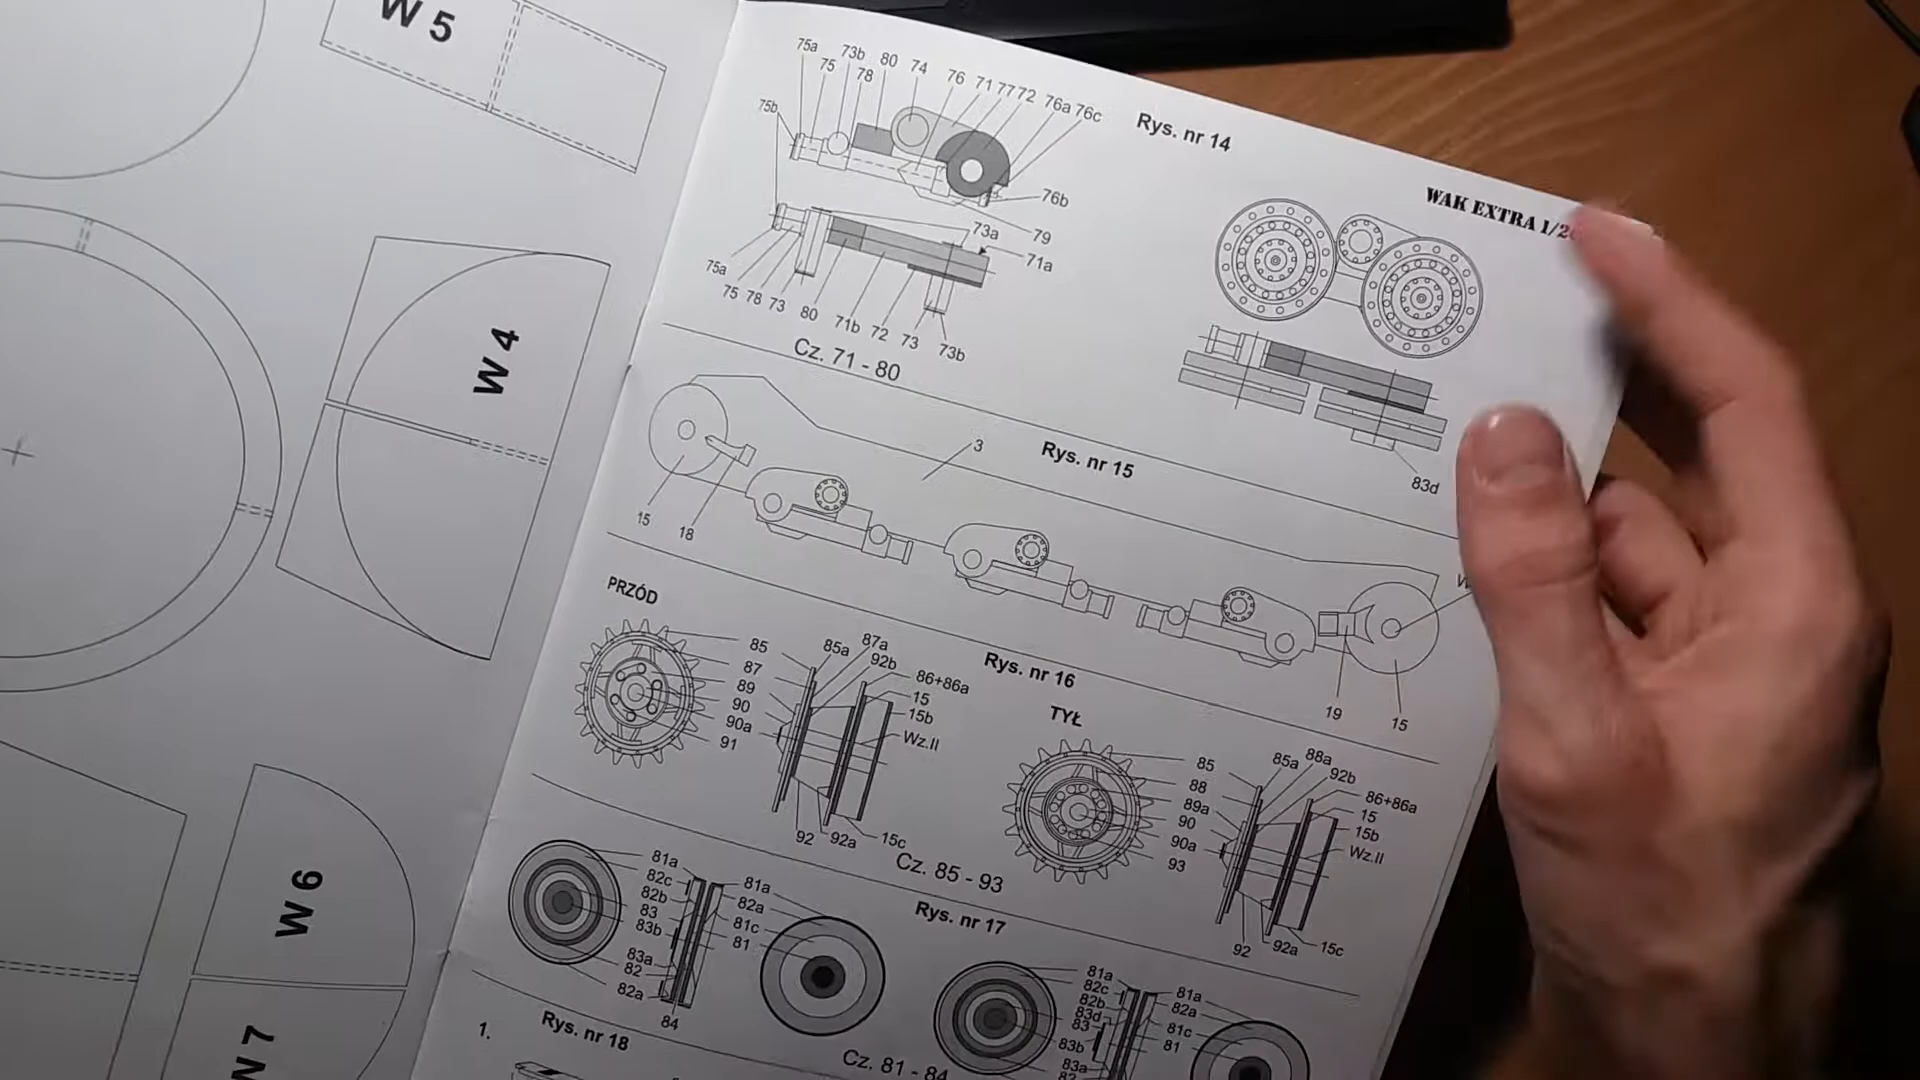 W 5
W 4
W 6
W 7
75a
75
73b
78
80
74
76
71
77
72
76a
76c
75b
76b
79
73a
71a
75a
75
78
73
80
71b
72
73
73b
Cz. 71 - 80
Rys. nr 14
WAK EXTRA 1/20
83d
Rys. nr 15
3
15
18
19
15
PRZÓD
Rys. nr 16
85
87
89
90
90a
91
85a
87a
92b
86+86a
15
15b
Wz.II
92
92a
15c
TYŁ
85
88
89a
90
90a
93
85a
88a
92b
86+86a
15
15b
Wz.II
92
92a
15c
Cz. 85 - 93
Rys. nr 17
81a
82c
82b
83
83b
83a
82
82a
84
81a
82a
81c
81
81a
82c
82b
83d
83
83b
83a
81a
82a
81c
81
Cz. 81 - 84
1.
Rys. nr 18